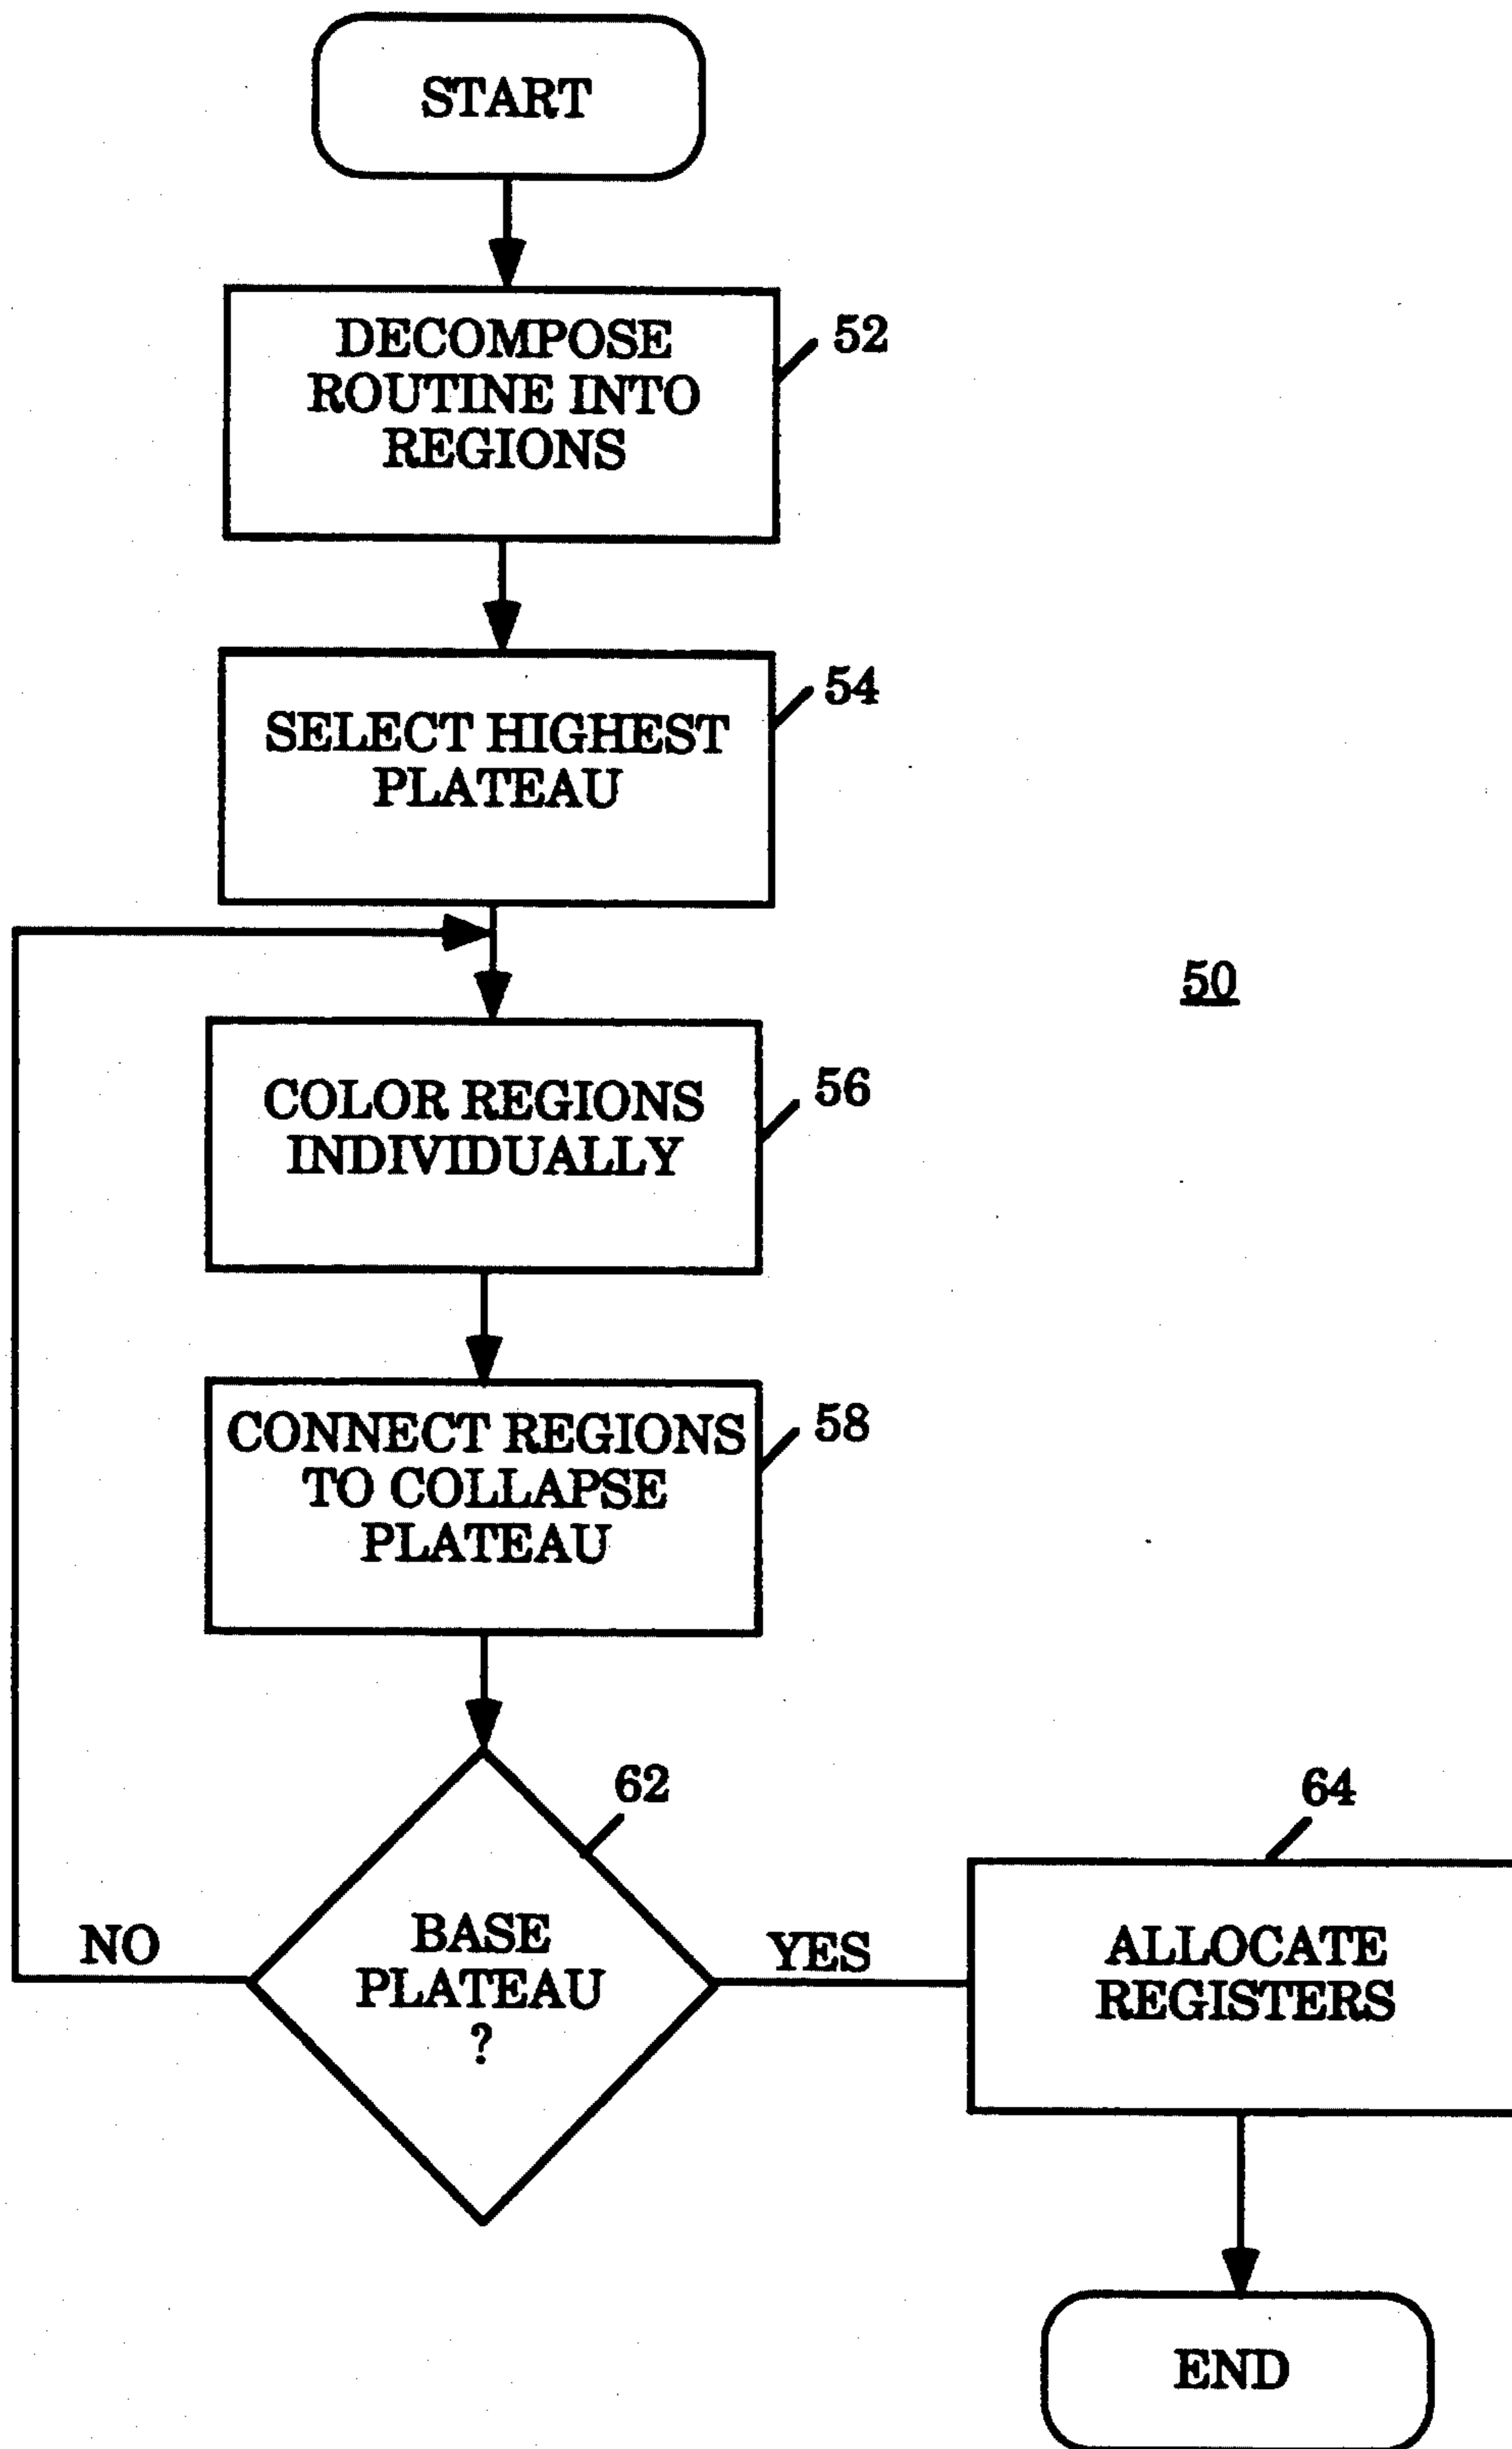 START
DECOMPOSE
ROUTINE INTO
REGIONS
52
SELECT HIGHEST
PLATEAU
54
50
COLOR REGIONS
INDIVIDUALLY
56
CONNECT REGIONS
TO COLLAPSE
PLATEAU
58
62
BASE
PLATEAU
?
NO
YES
64
ALLOCATE
REGISTERS
END